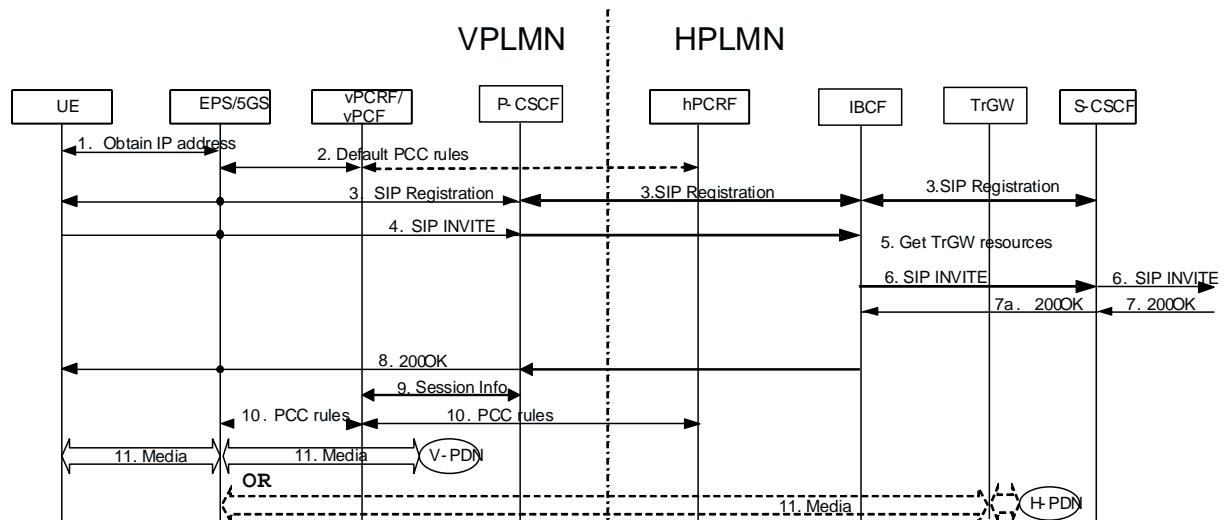 VPLMN HPLMN
UE
EPS/5GS
vPCRF/
vPCF
P-CSCF
hPCRF
IBCF
TrGW
S-CSCF
1. Obtain IP address
2. Default PCC rules
3. SIP Registration
3.SIP Registration
3.SIP Registration
4. SIP INVITE
5. Get TrGW resources
6. SIP INVITE
6. SIP INVITE
7a. 200OK
7. 200OK
8. 200OK
9. Session Info
10. PCC rules
10. PCC rules
11. Media
11. Media
V-PDN
OR
11. Media
H-PDN